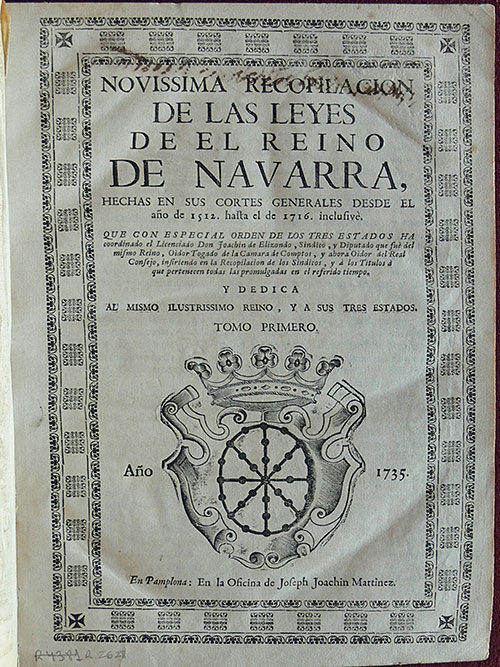 NOVISSIMA RECOPILACION
DE LAS LEYES
DE EL REINO
DE NAVARRA,
HECHAS EN SUS CORTES GENERALES DESDE EL
año de 1512. hasta el de 1716. inclusivè.
QUE CON ESPECIAL ORDEN DE LOS TRES ESTADOS HA
coordinado el Licenciado Don Joachin de Elizondo, Sindico, y Diputado que fuè del
mismo Reino, Oidor Togado de la Camara de Comptos, y ahora Oidor del Real
Consejo, insiriendo en la Recopilacion de los Sindicos, y á los Titulos á
que pertenecen todas las promulgadas en el referido tiempo,
Y DEDICA
AL MISMO ILUSTRISSIMO REINO, Y A SUS TRES ESTADOS.
TOMO PRIMERO.
Año 1735.
En Pamplona: En la Oficina de Joseph Joachin Martinez.